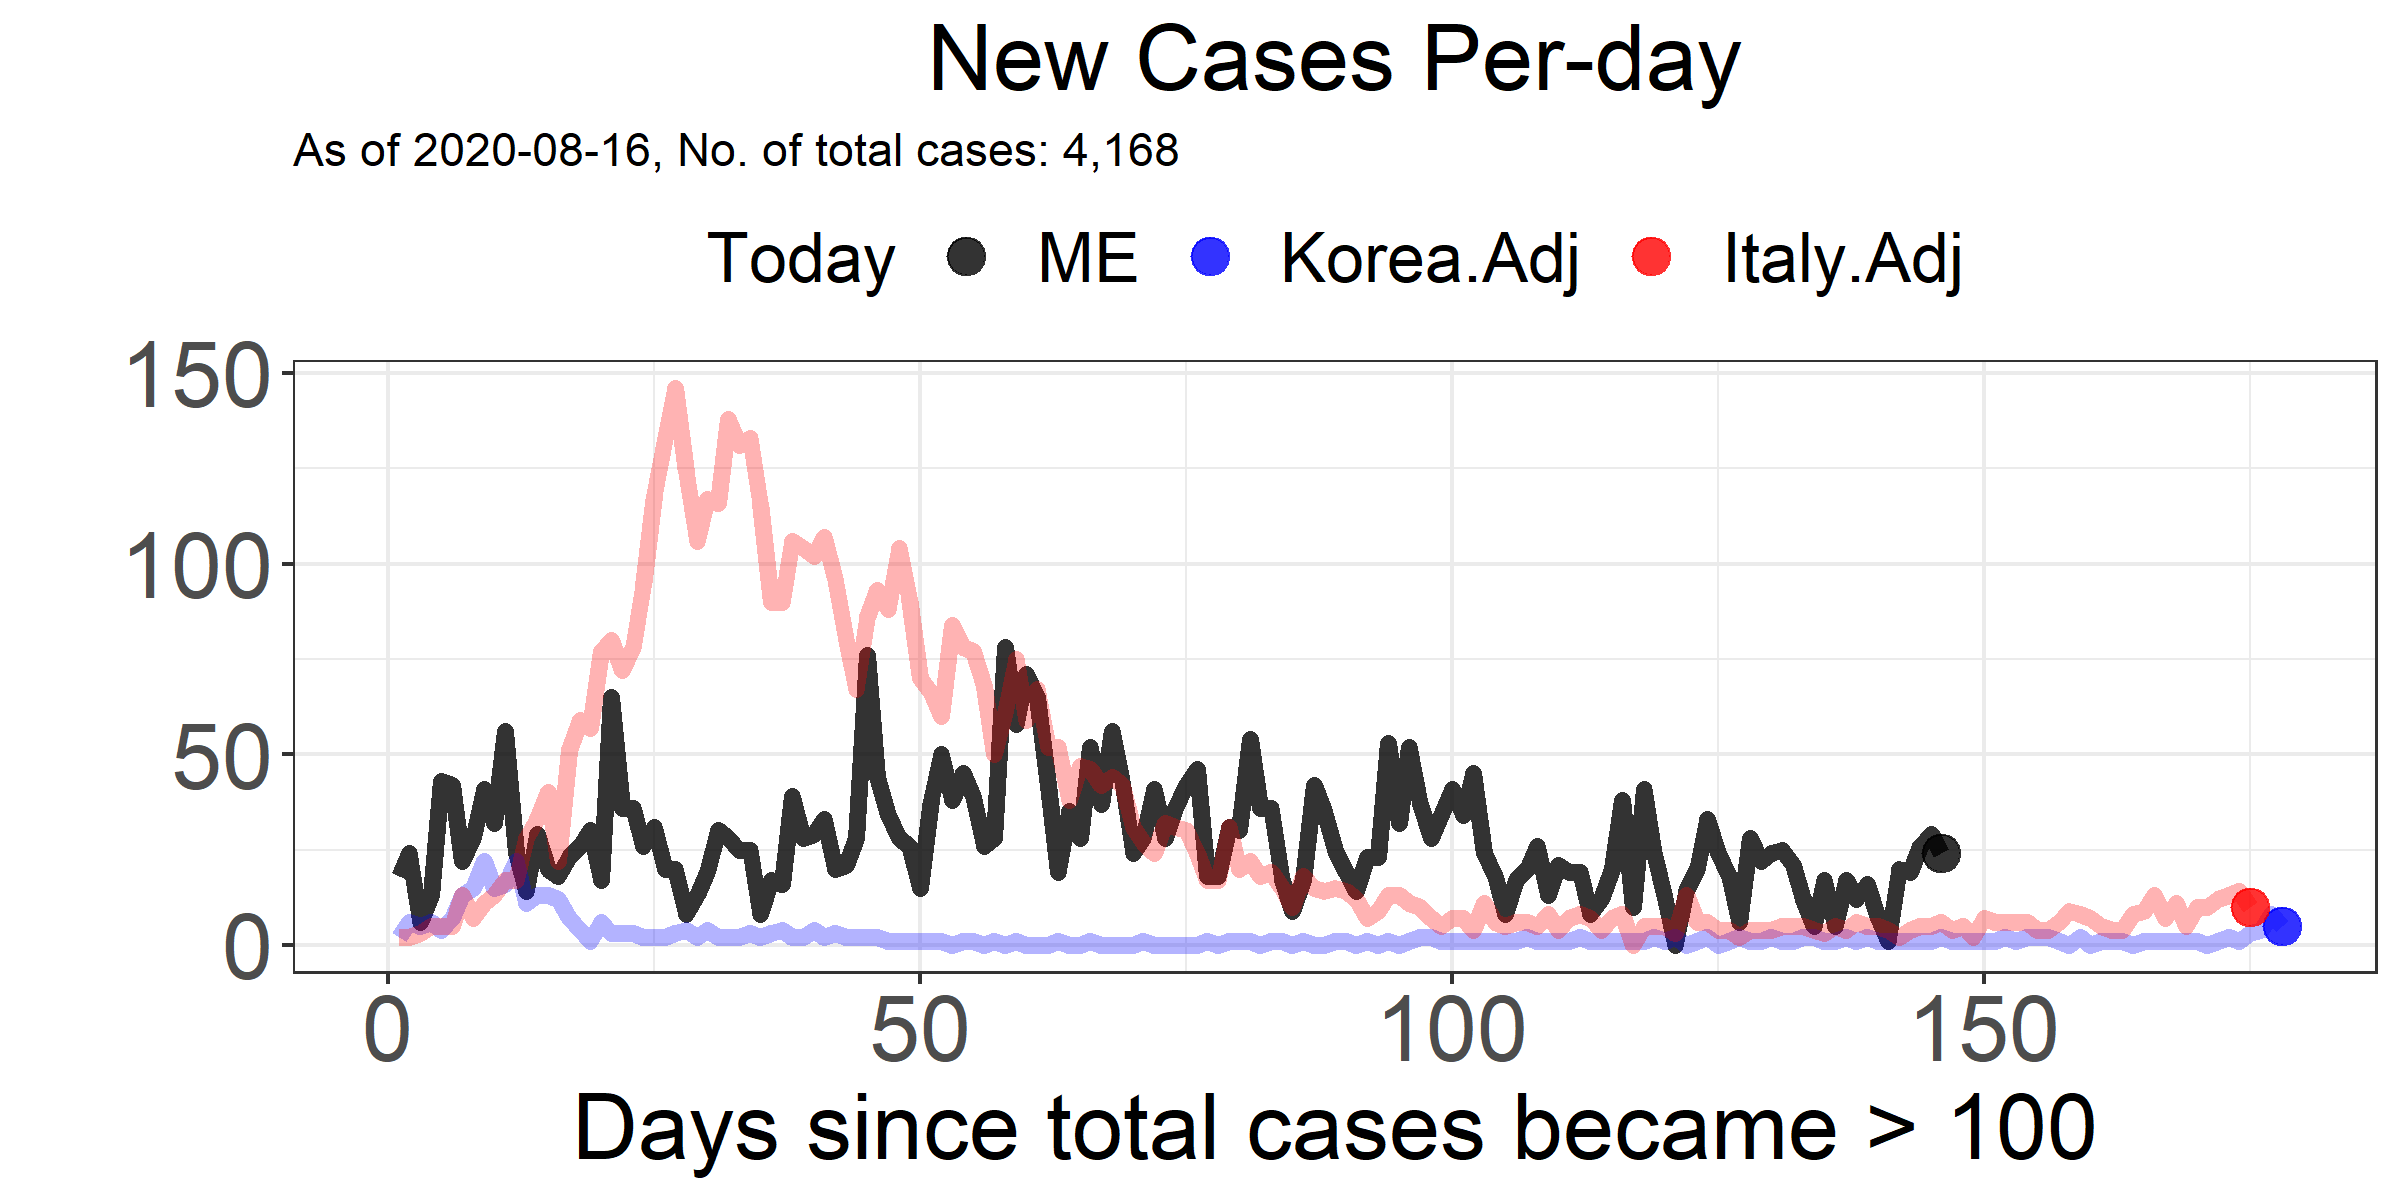 New Cases Per-day
As of 2020-08-16, No. of total cases: 4,168
Today ME Korea.Adj Italy.Adj
150
100
50
0
0 50 100 150
Days since total cases became > 100